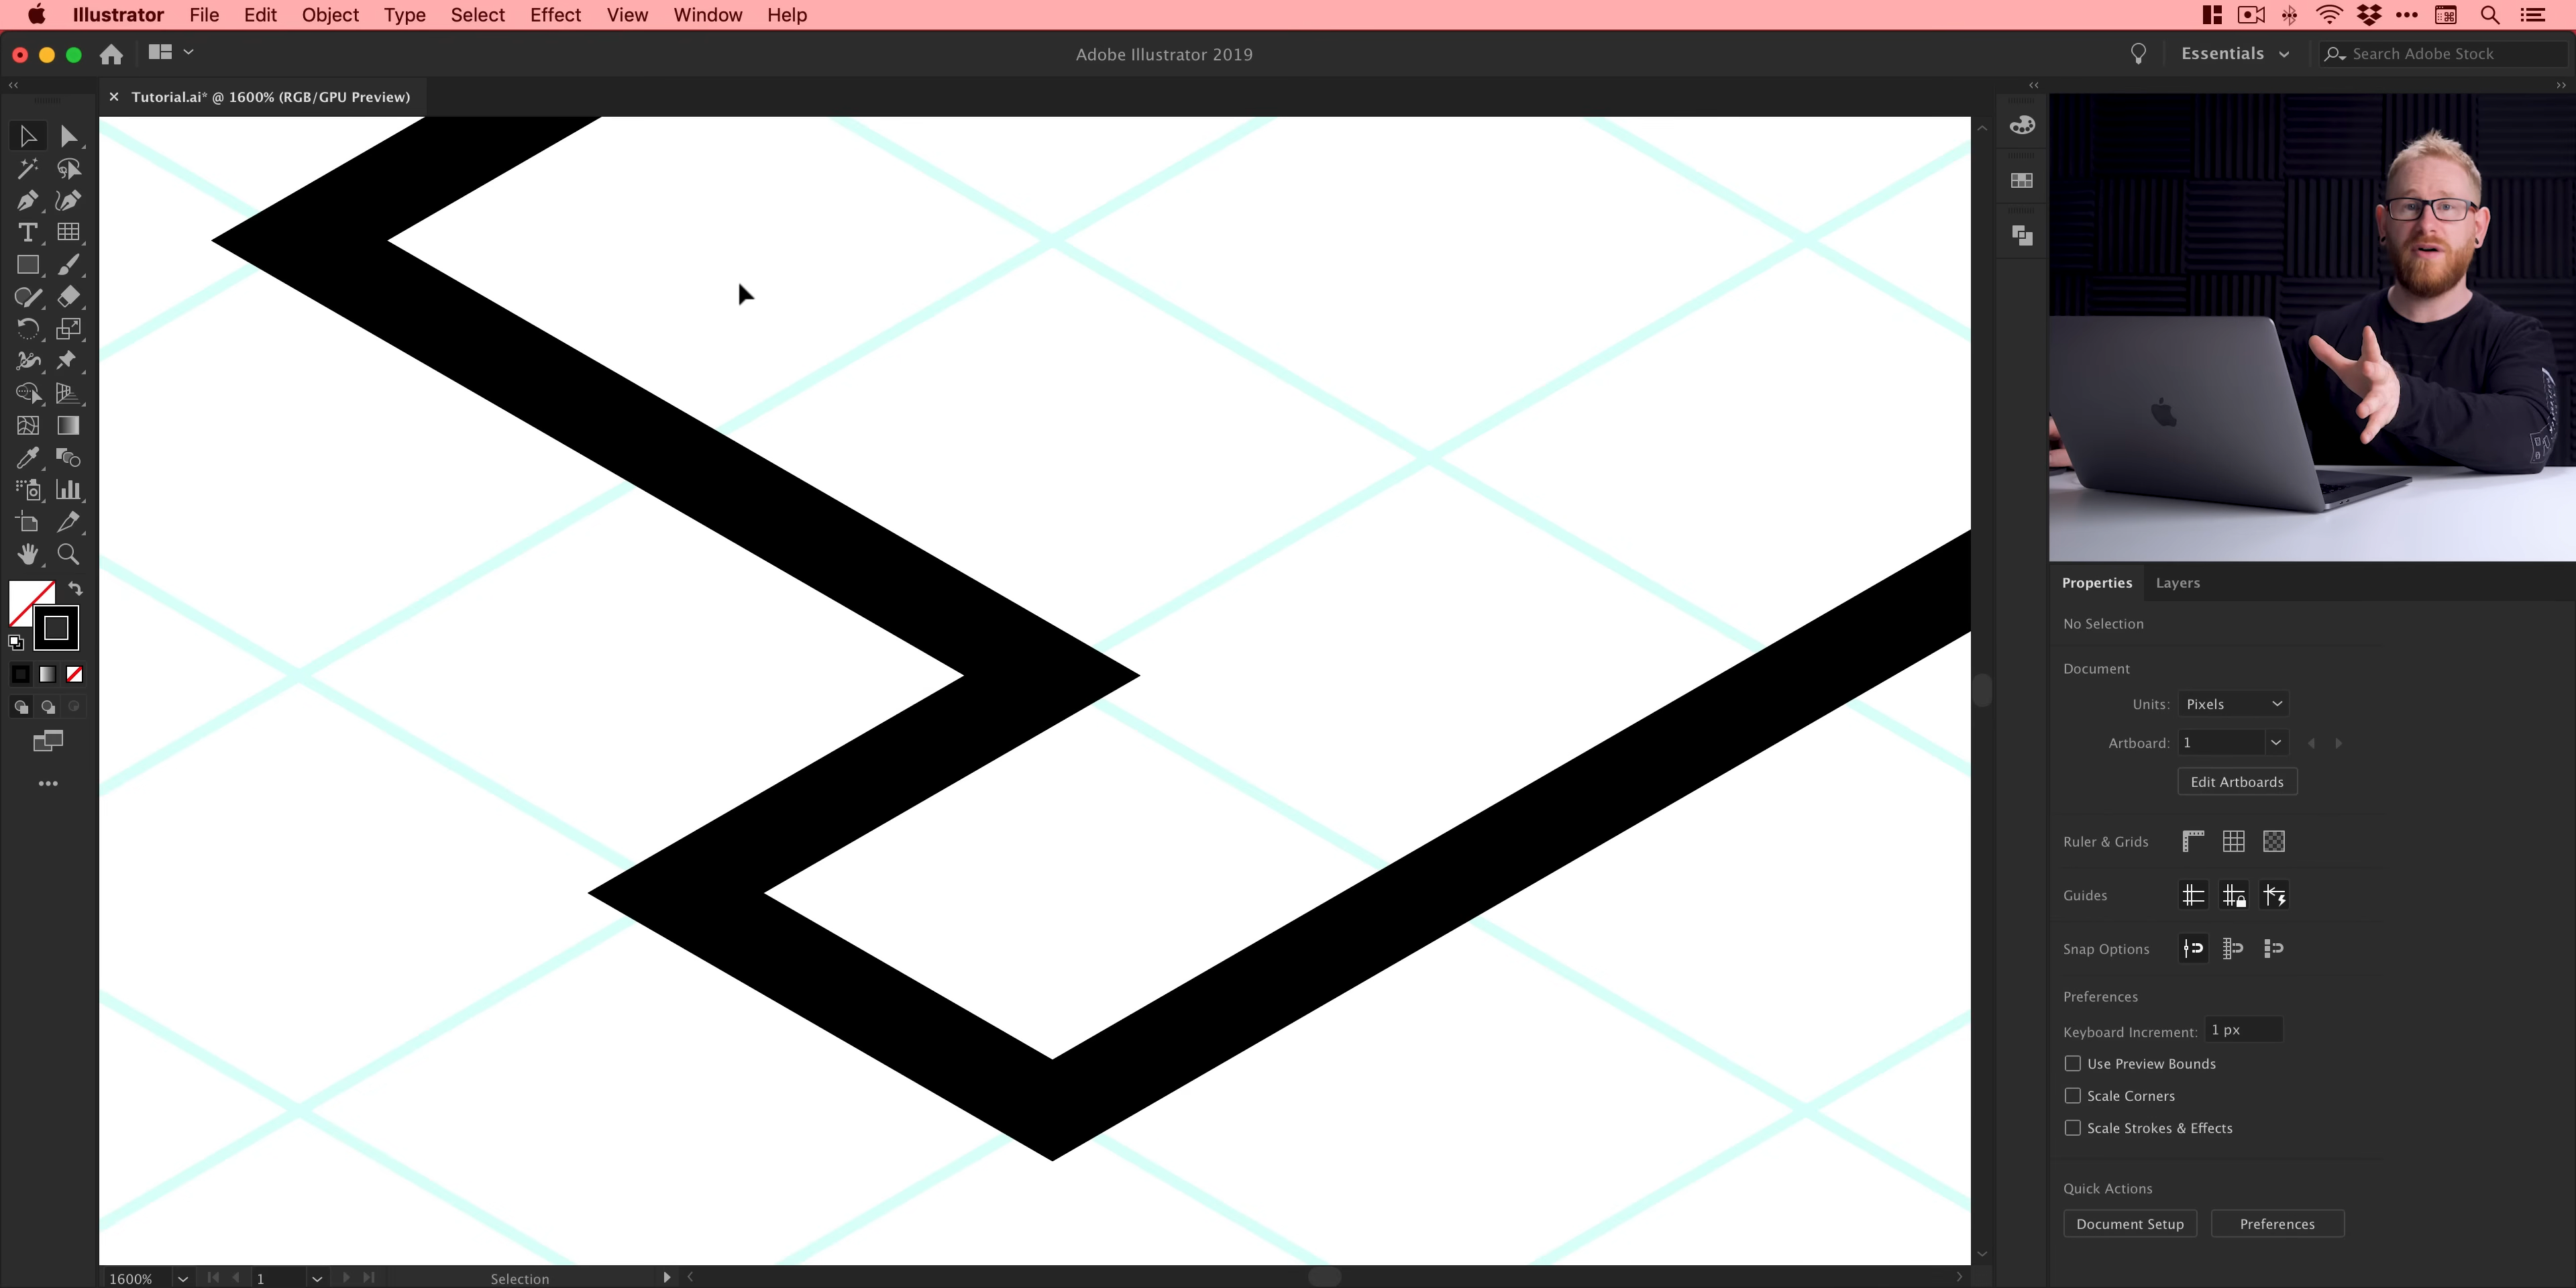 Illustrator File Edit Object Type Select Effect View Window Help
Adobe Illustrator 2019
Essentials
Search Adobe Stock
× Tutorial.ai* @ 1600% (RGB/GPU Preview)
Properties Layers
No Selection
Document
Units: Pixels
Artboard: 1
Edit Artboards
Ruler & Grids
Guides
Snap Options
Preferences
Keyboard Increment: 1 px
Use Preview Bounds
Scale Corners
Scale Strokes & Effects
Quick Actions
Document Setup Preferences
1600% 1 Selection